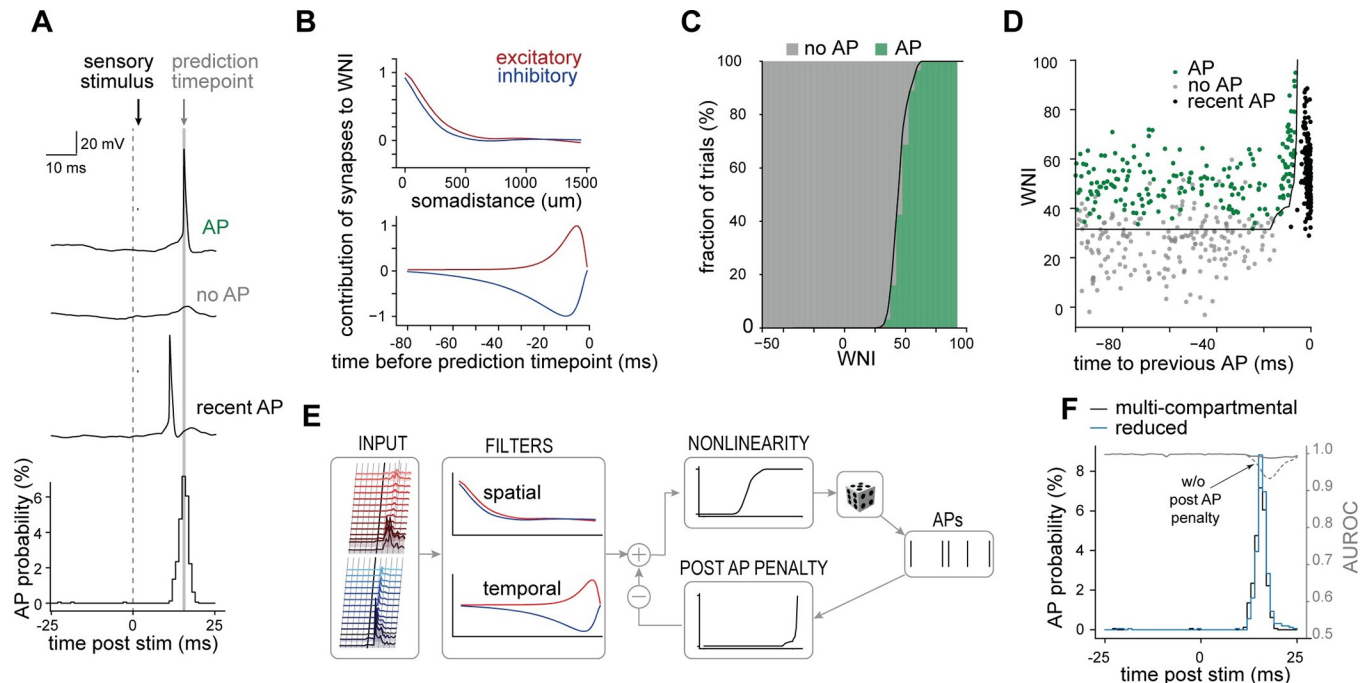 A
sensory
stimulus
prediction
timepoint
20 mV
10 ms
AP
no AP
recent AP
AP probability (%)
6
4
2
0
-25
0
25
time post stim (ms)
B
contribution of synapses to WNI
excitatory
inhibitory
1
0
0
500
1000
1500
somadistance (um)
1
0
−1
-80
-60
-40
-20
0
time before prediction timepoint (ms)
C
no AP
AP
fraction of trials (%)
100
80
60
40
20
0
−50
0
50
100
WNI
D
AP
no AP
recent AP
WNI
100
80
60
40
20
0
−80
−40
0
time to previous AP (ms)
E
INPUT
FILTERS
spatial
temporal
NONLINEARITY
APs
POST AP PENALTY
F
multi-compartmental
reduced
AP probability (%)
8
6
4
2
0
w/o
post AP
penalty
1.0
0.9
0.8
0.7
0.6
0.5
AUROC
-25
0
25
time post stim (ms)